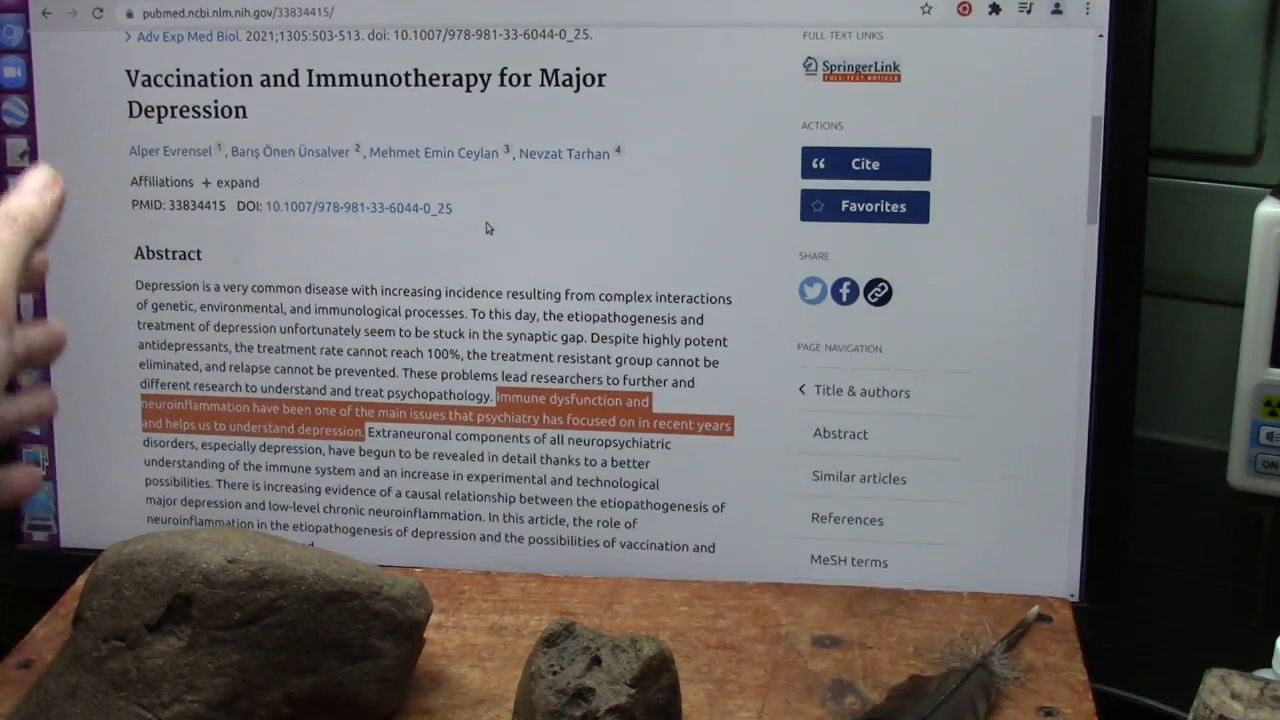 pubmed.ncbi.nlm.nih.gov/33834415/
> Adv Exp Med Biol. 2021;1305:503-513. doi: 10.1007/978-981-33-6044-0_25.
Vaccination and Immunotherapy for Major
Depression
Alper Evrensel 1, Barış Önen Ünsalver 2, Mehmet Emin Ceylan 3, Nevzat Tarhan 4
Affiliations + expand
PMID: 33834415 DOI: 10.1007/978-981-33-6044-0_25
Abstract
Depression is a very common disease with increasing incidence resulting from complex interactions
of genetic, environmental, and immunological processes. To this day, the etiopathogenesis and
treatment of depression unfortunately seem to be stuck in the synaptic gap. Despite highly potent
antidepressants, the treatment rate cannot reach 100%, the treatment resistant group cannot be
eliminated, and relapse cannot be prevented. These problems lead researchers to further and
different research to understand and treat psychopathology. Immune dysfunction and
neuroinflammation have been one of the main issues that psychiatry has focused on in recent years
and helps us to understand depression. Extraneuronal components of all neuropsychiatric
disorders, especially depression, have begun to be revealed in detail thanks to a better
understanding of the immune system and an increase in experimental and technological
possibilities. There is increasing evidence of a causal relationship between the etiopathogenesis of
major depression and low-level chronic neuroinflammation. In this article, the role of
neuroinflammation in the etiopathogenesis of depression and the possibilities of vaccination and
FULL TEXT LINKS
SpringerLink
FULL-TEXT ARTICLE
ACTIONS
Cite
Favorites
SHARE
PAGE NAVIGATION
< Title & authors
Abstract
Similar articles
References
MeSH terms
ON